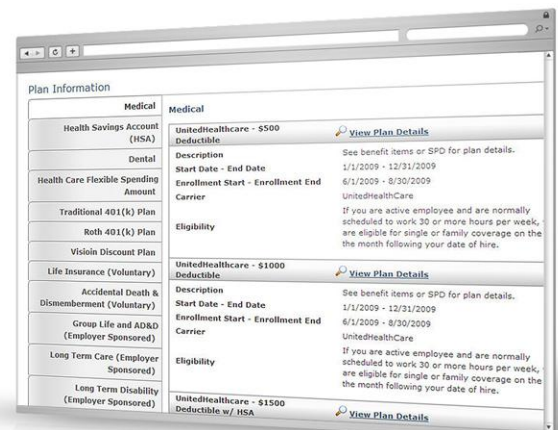 Plan Information
Medical
Health Savings Account
(HSA)
Dental
Health Care Flexible Spending
Amount
Traditional 401(k) Plan
Roth 401(k) Plan
Visioin Discount Plan
Life Insurance (Voluntary)
Accidental Death &
Dismemberment (Voluntary)
Group Life and AD&D
(Employer Sponsored)
Long Term Care (Employer
Sponsored)
Long Term Disability
(Employer Sponsored)
Medical
UnitedHealthcare - $500
Deductible
View Plan Details
Description See benefit items or SPD for plan details.
Start Date - End Date 1/1/2009 - 12/31/2009
Enrollment Start - Enrollment End 6/1/2009 - 8/30/2009
Carrier UnitedHealthCare
Eligibility
If you are active employee and are normally
scheduled to work 30 or more hours per week,
are eligible for single or family coverage on the
the month following your date of hire.
UnitedHealthcare - $1000
Deductible
View Plan Details
Description See benefit items or SPD for plan details.
Start Date - End Date 1/1/2009 - 12/31/2009
Enrollment Start - Enrollment End 6/1/2009 - 8/30/2009
Carrier UnitedHealthCare
Eligibility
If you are active employee and are normally
scheduled to work 30 or more hours per week,
are eligible for single or family coverage on the
the month following your date of hire.
UnitedHealthcare - $1500
Deductible w/ HSA
View Plan Details